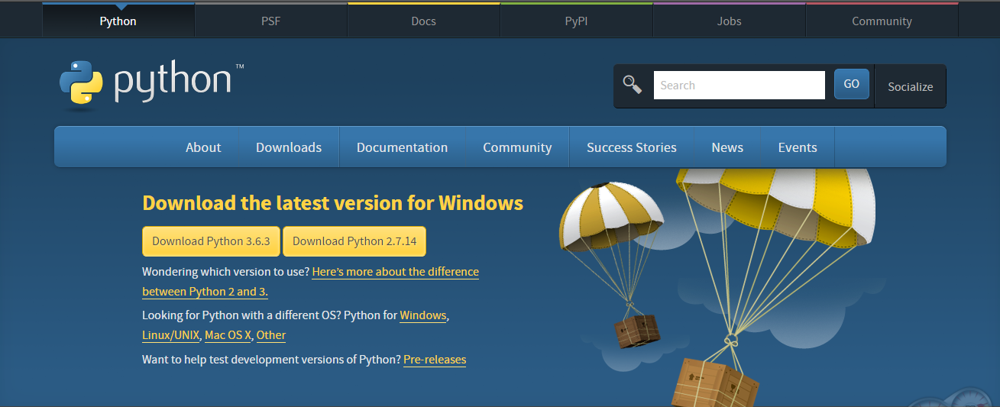 Python PSF Docs PyPI Jobs Community
python™
Search GO Socialize
About Downloads Documentation Community Success Stories News Events
Download the latest version for Windows
Download Python 3.6.3 Download Python 2.7.14
Wondering which version to use? Here’s more about the difference
between Python 2 and 3.
Looking for Python with a different OS? Python for Windows,
Linux/UNIX, Mac OS X, Other
Want to help test development versions of Python? Pre-releases